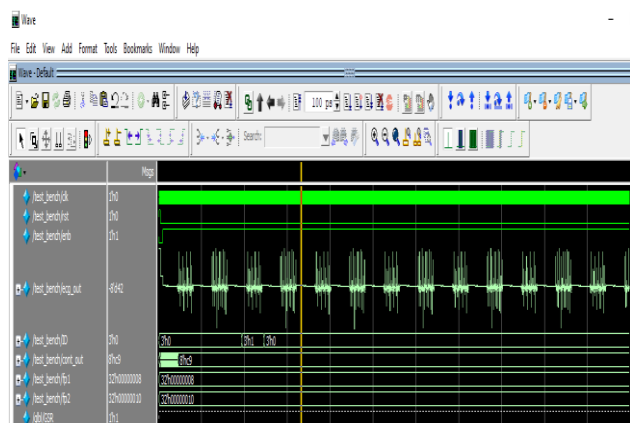 Wave
File Edit View Add Format Tools Bookmarks Window Help
Wave - Default
100 ps
Search:
Msgs
/test_bench/clk 1'h0
/test_bench/rst 1'h0
/test_bench/enb 1'h1
/test_bench/ecg_out -8'd42
/test_bench/ID 3'h0 3'h0 3'h1 3'h0
/test_bench/cont_out 8'hc9 8'hc9
/test_bench/fp1 32'h00000008 32'h00000008
/test_bench/fp2 32'h00000010 32'h00000010
/glbl/GSR 1'h1